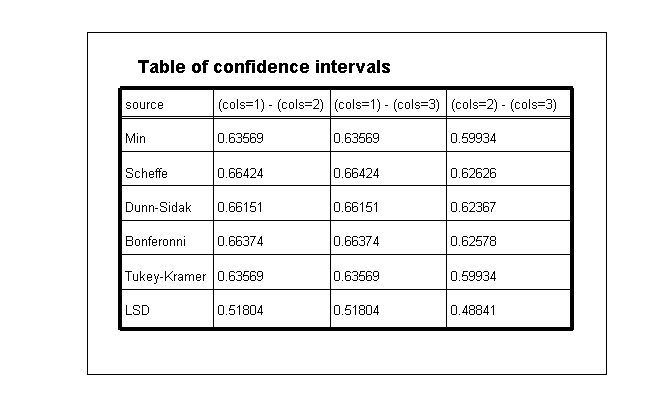 Table of confidence intervals
source (cols=1) - (cols=2) (cols=1) - (cols=3) (cols=2) - (cols=3)
Min 0.63569 0.63569 0.59934
Scheffe 0.66424 0.66424 0.62626
Dunn-Sidak 0.66151 0.66151 0.62367
Bonferonni 0.66374 0.66374 0.62578
Tukey-Kramer 0.63569 0.63569 0.59934
LSD 0.51804 0.51804 0.48841